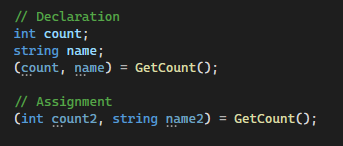 // Declaration
int count;
string name;
(count, name) = GetCount();
// Assignment
(int count2, string name2) = GetCount();